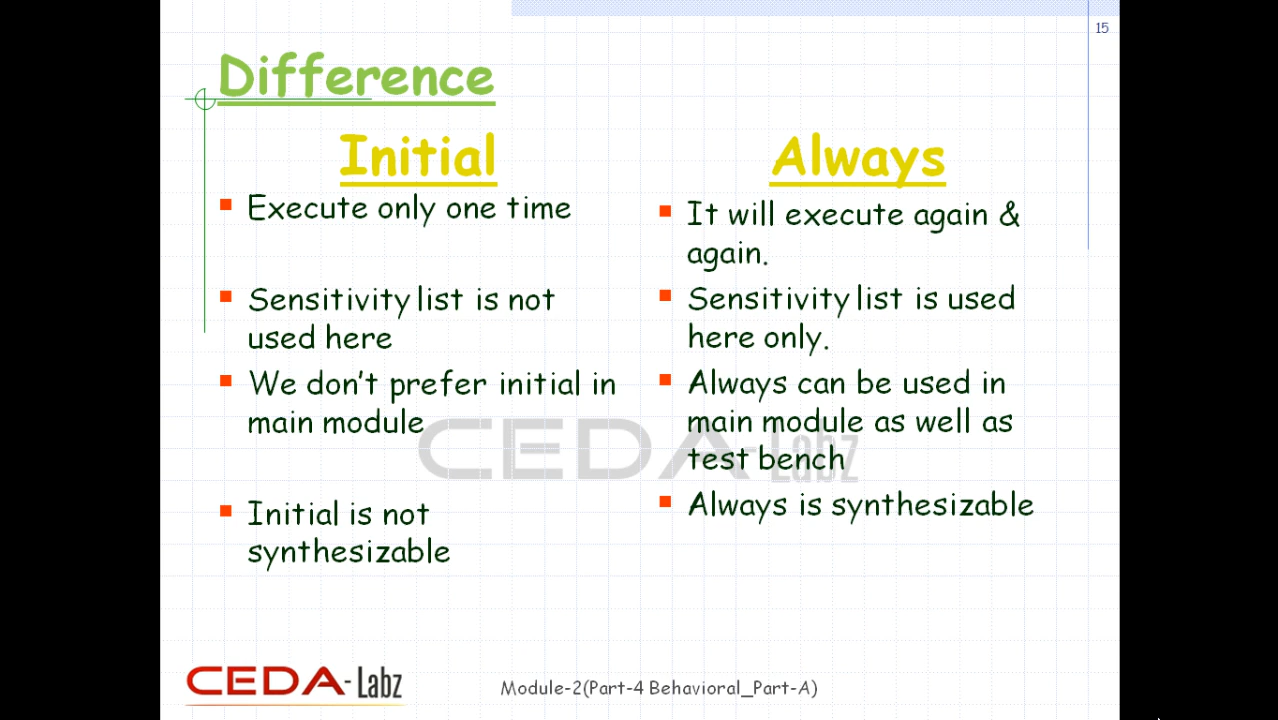 15
Difference
Initial
Execute only one time
Sensitivity list is not
used here
We don't prefer initial in
main module
Initial is not
synthesizable
Always
It will execute again &
again.
Sensitivity list is used
here only.
Always can be used in
main module as well as
test bench
Always is synthesizable
CEDA-Labz
CEDA-Labz
Module-2(Part-4 Behavioral_Part-A)